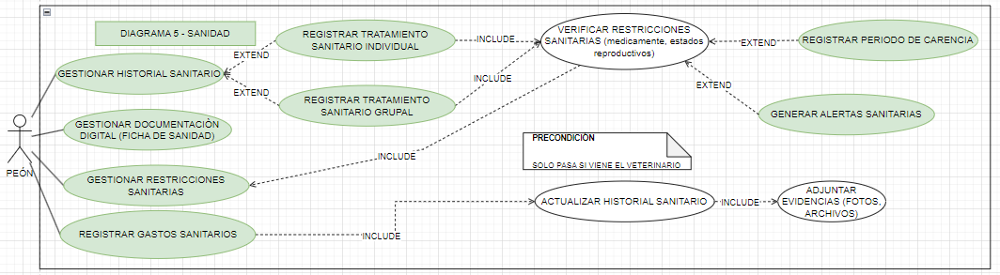 DIAGRAMA 5 - SANIDAD
REGISTRAR TRATAMIENTO
SANITARIO INDIVIDUAL
INCLUDE
VERIFICAR RESTRICCIONES
SANITARIAS (medicamente, estados
reproductivos)
EXTEND
REGISTRAR PERIODO DE CARENCIA
EXTEND
GESTIONAR HISTORIAL SANITARIO
EXTEND
REGISTRAR TRATAMIENTO
SANITARIO GRUPAL
INCLUDE
EXTEND
GENERAR ALERTAS SANITARIAS
GESTIONAR DOCUMENTACIÓN
DIGITAL (FICHA DE SANIDAD)
PRECONDICIÓN
SOLO PASA SI VIENE EL VETERINARIO
INCLUDE
PEÓN
GESTIONAR RESTRICCIONES
SANITARIAS
ACTUALIZAR HISTORIAL SANITARIO
INCLUDE
ADJUNTAR
EVIDENCIAS (FOTOS,
ARCHIVOS)
REGISTRAR GASTOS SANITARIOS
INCLUDE